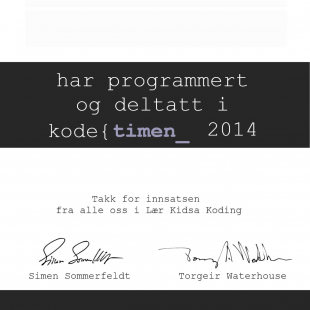 har programmert
og deltatt i
kode{timen_ 2014
Takk for innsatsen
fra alle oss i Lær Kidsa Koding
Simen Sommerfeldt
Torgeir Waterhouse